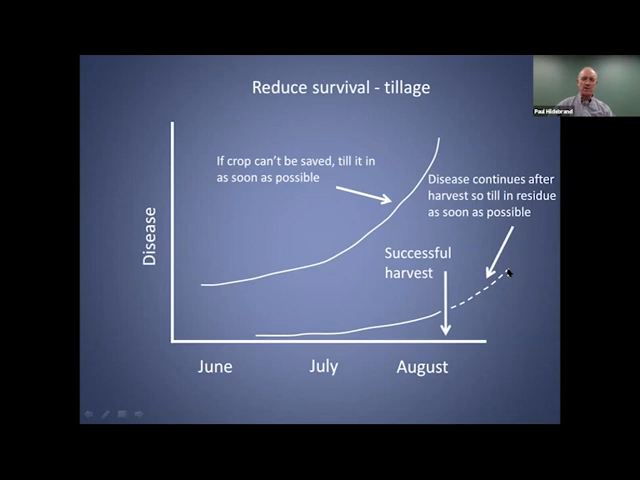 Reduce survival - tillage
Paul Hildebrand
If crop can't be saved, till it in
as soon as possible
Disease continues after
harvest so till in residue
as soon as possible
Successful
harvest
Disease
June July August